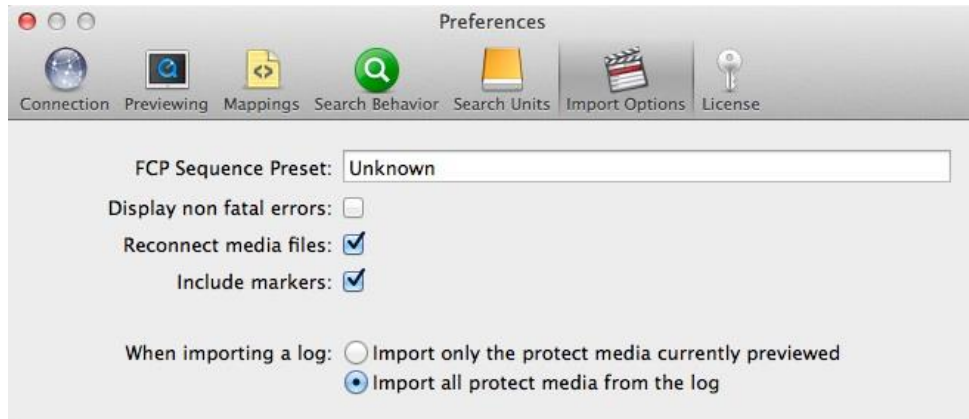 Preferences
Connection Previewing Mappings Search Behavior Search Units Import Options License
FCP Sequence Preset: Unknown
Display non fatal errors:
Reconnect media files:
Include markers:
When importing a log: Import only the protect media currently previewed
Import all protect media from the log